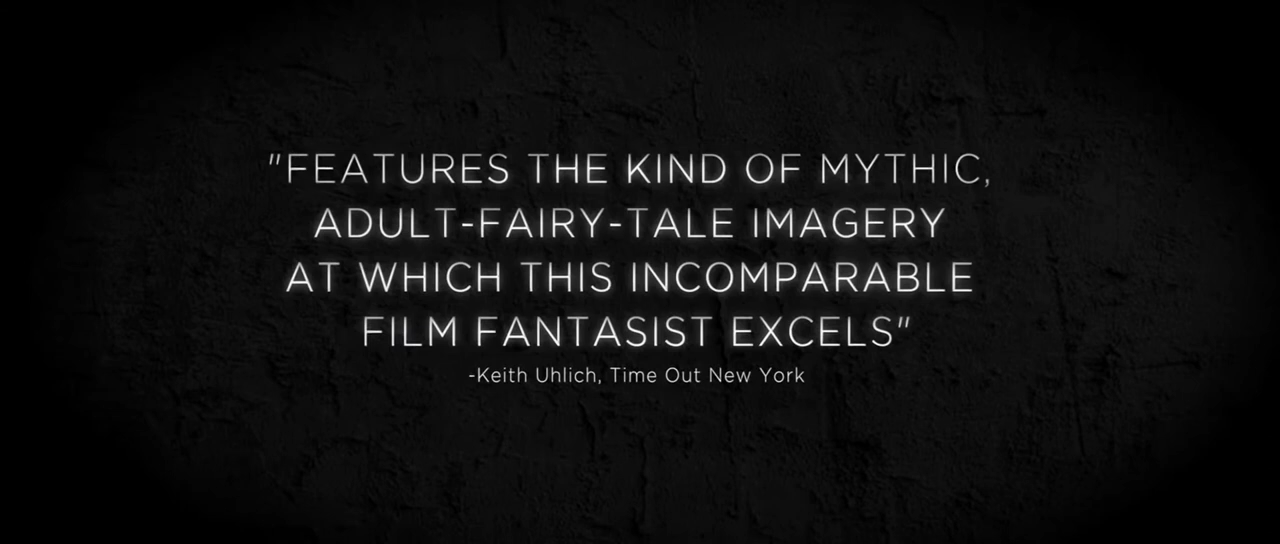 "FEATURES THE KIND OF MYTHIC,
ADULT-FAIRY-TALE IMAGERY
AT WHICH THIS INCOMPARABLE
FILM FANTASIST EXCELS"
-Keith Uhlich, Time Out New York